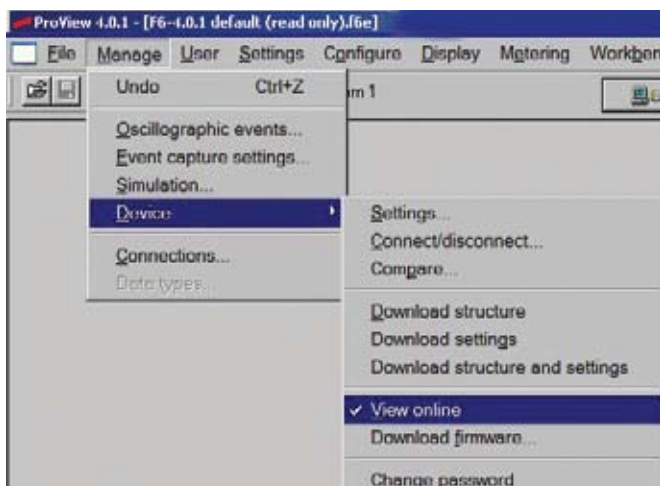 ProView 4.0.1 - [F6-4.0.1 default (read only).f6e]
File Manage User Settings Configure Display Metering
Undo Ctrl+Z
m 1
Oscillographic events...
Event capture settings...
Simulation...
Device
Settings...
Connect/disconnect...
Connections...
Compare...
Data types...
Download structure
Download settings
Download structure and settings
✓ View online
Download firmware...
Change password